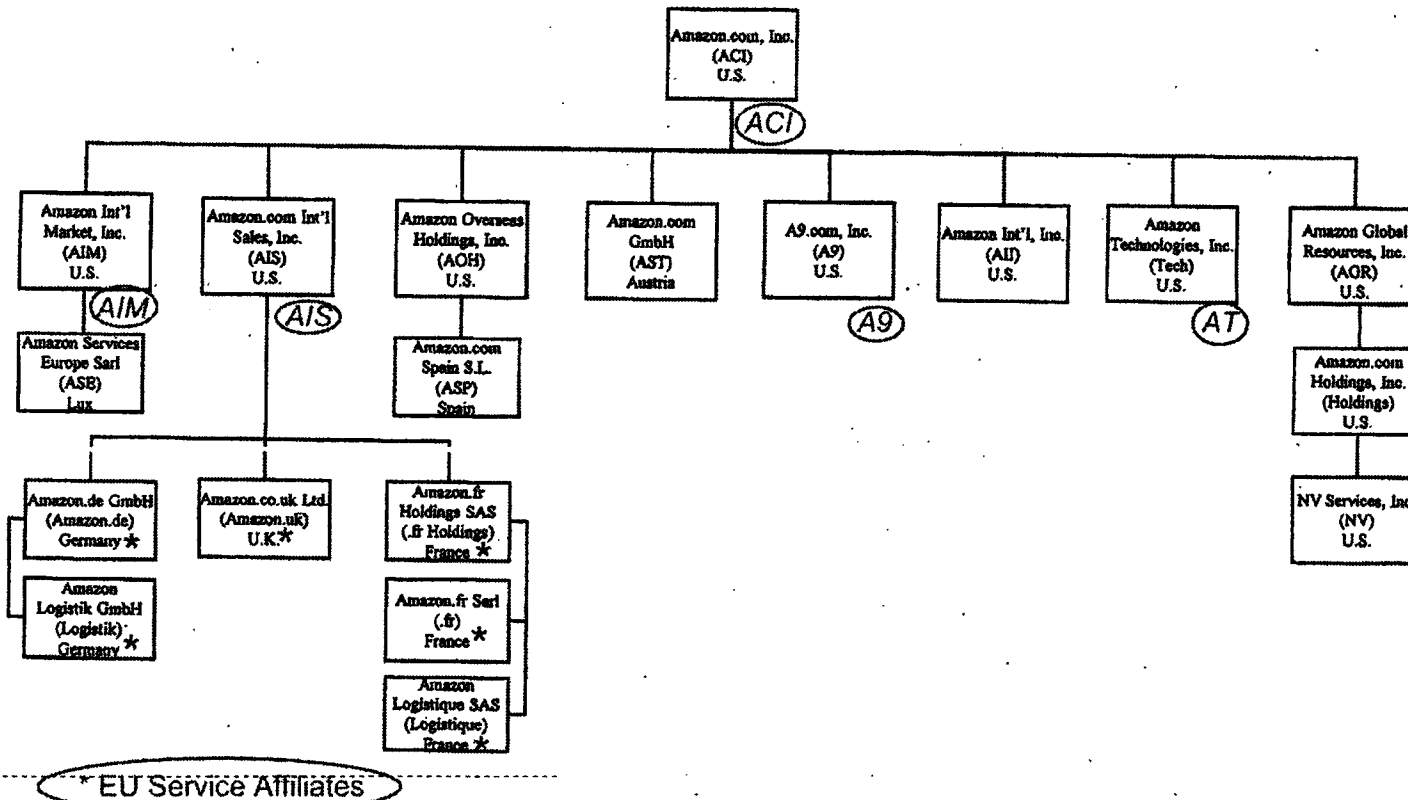 Amazon.com, Inc.
(ACI)
U.S.
ACI
Amazon Int'l
Market, Inc.
(AIM)
U.S.
AIM
Amazon.com Int'l
Sales, Inc.
(AIS)
U.S.
AIS
Amazon Overseas
Holdings, Inc.
(AOH)
U.S.
Amazon.com
GmbH
(AST)
Austria
A9.com, Inc.
(A9)
U.S.
A9
Amazon Int'l, Inc.
(AII)
U.S.
Amazon
Technologies, Inc.
(Tech)
U.S.
AT
Amazon Global
Resources, Inc.
(AGR)
U.S.
Amazon Services
Europe Sarl
(ASE)
Lux
Amazon.com
Spain S.L.
(ASP)
Spain
Amazon.com
Holdings, Inc.
(Holdings)
U.S.
Amazon.de GmbH
(Amazon.de)
Germany *
Amazon.co.uk Ltd.
(Amazon.uk)
U.K.*
Amazon.fr
Holdings SAS
(.fr Holdings)
France *
NV Services, Inc
(NV)
U.S.
Amazon
Logistik GmbH
(Logistik)
Germany *
Amazon.fr Sarl
(.fr)
France *
Amazon
Logistique SAS
(Logistique)
France *
* EU Service Affiliates